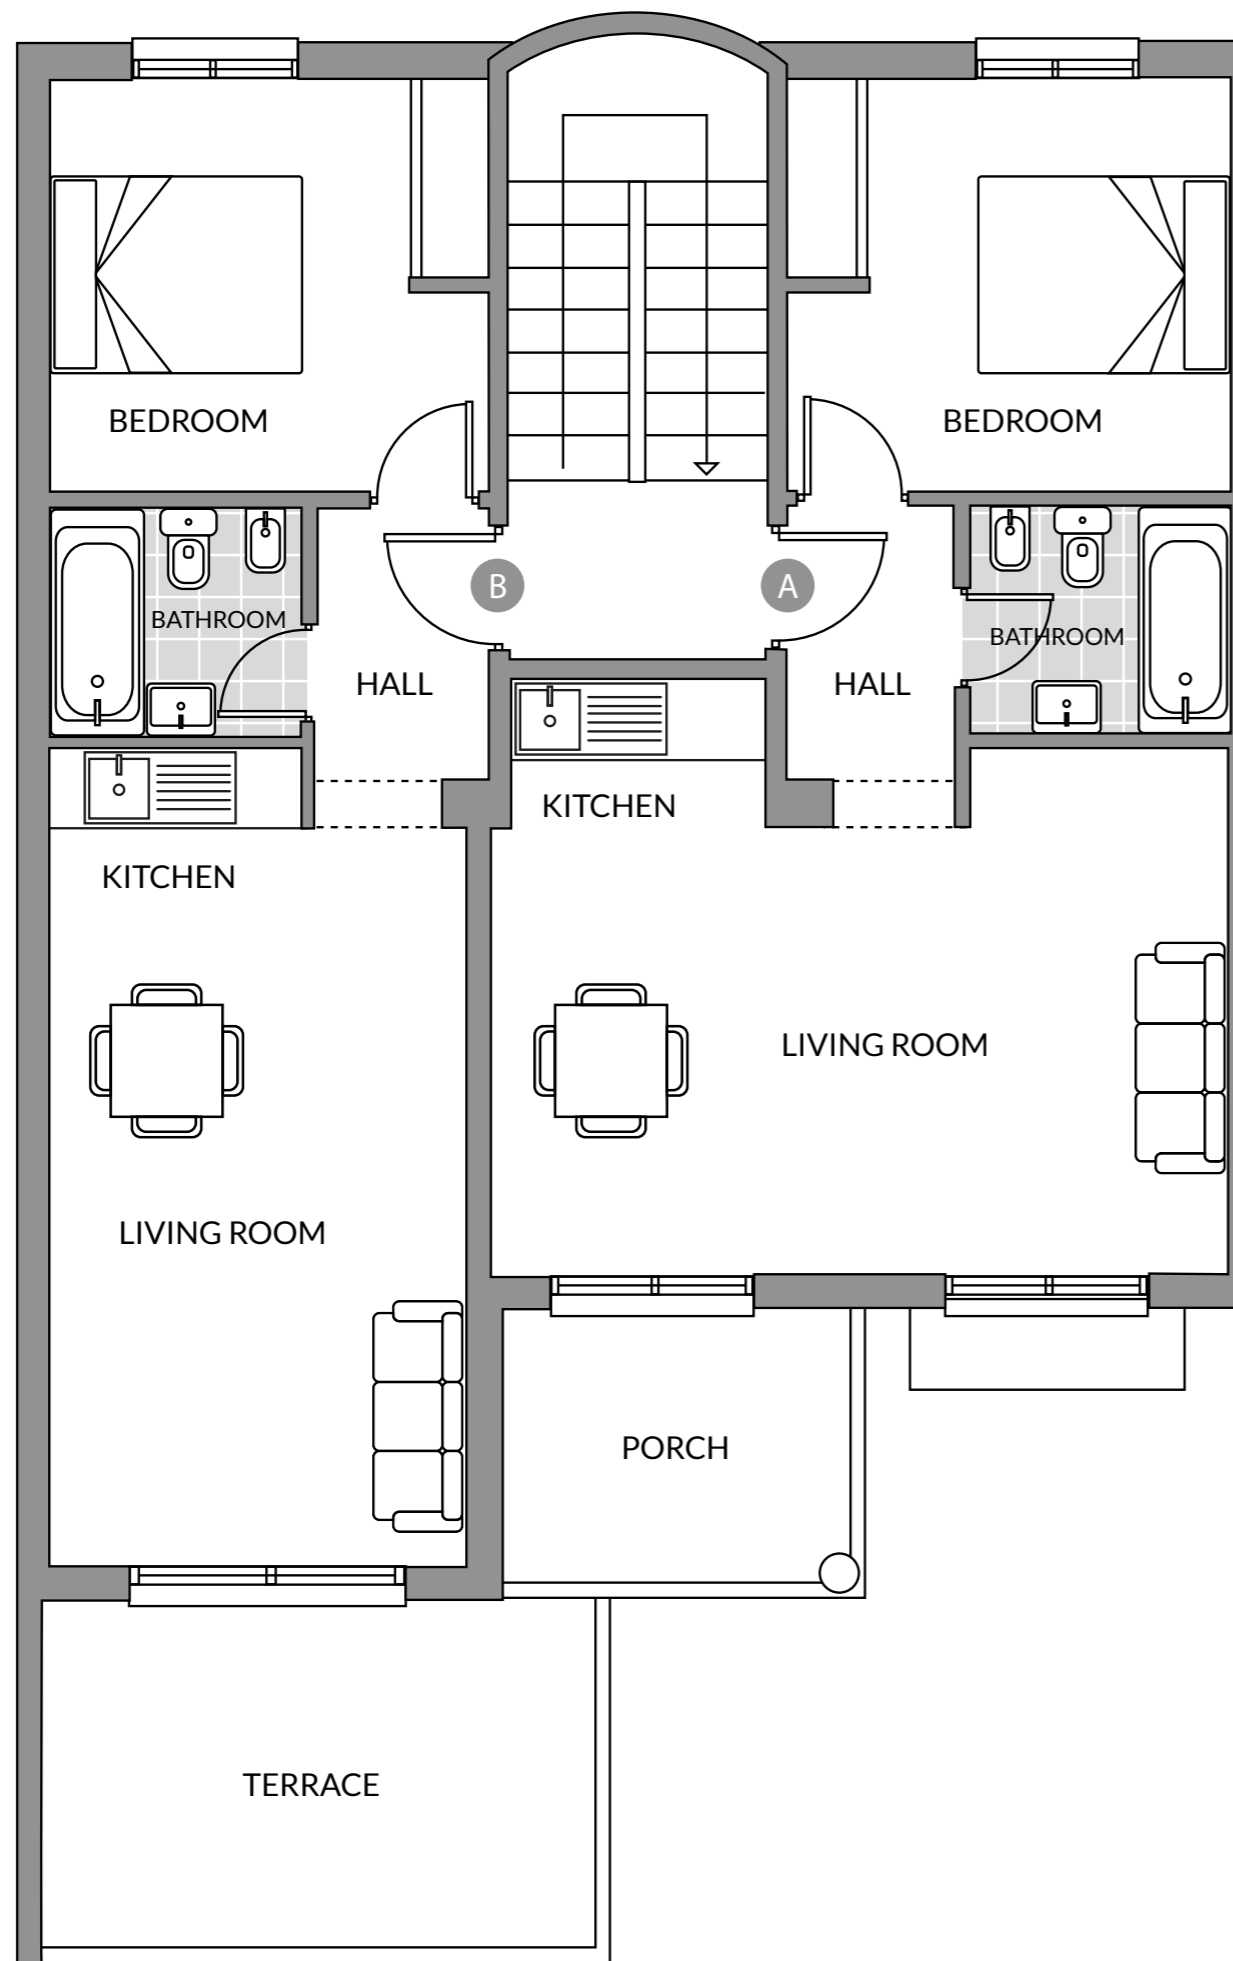 BEDROOM
BEDROOM
B
A
BATHROOM
BATHROOM
HALL
HALL
KITCHEN
KITCHEN
LIVING ROOM
LIVING ROOM
PORCH
TERRACE